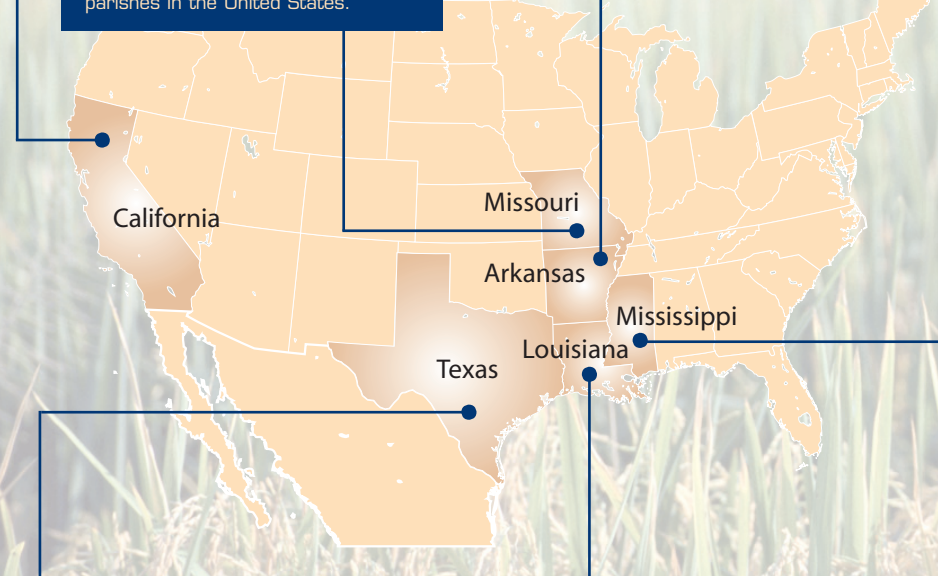 parishes in the United States.
Missouri
California
Arkansas
Mississippi
Louisiana
Texas